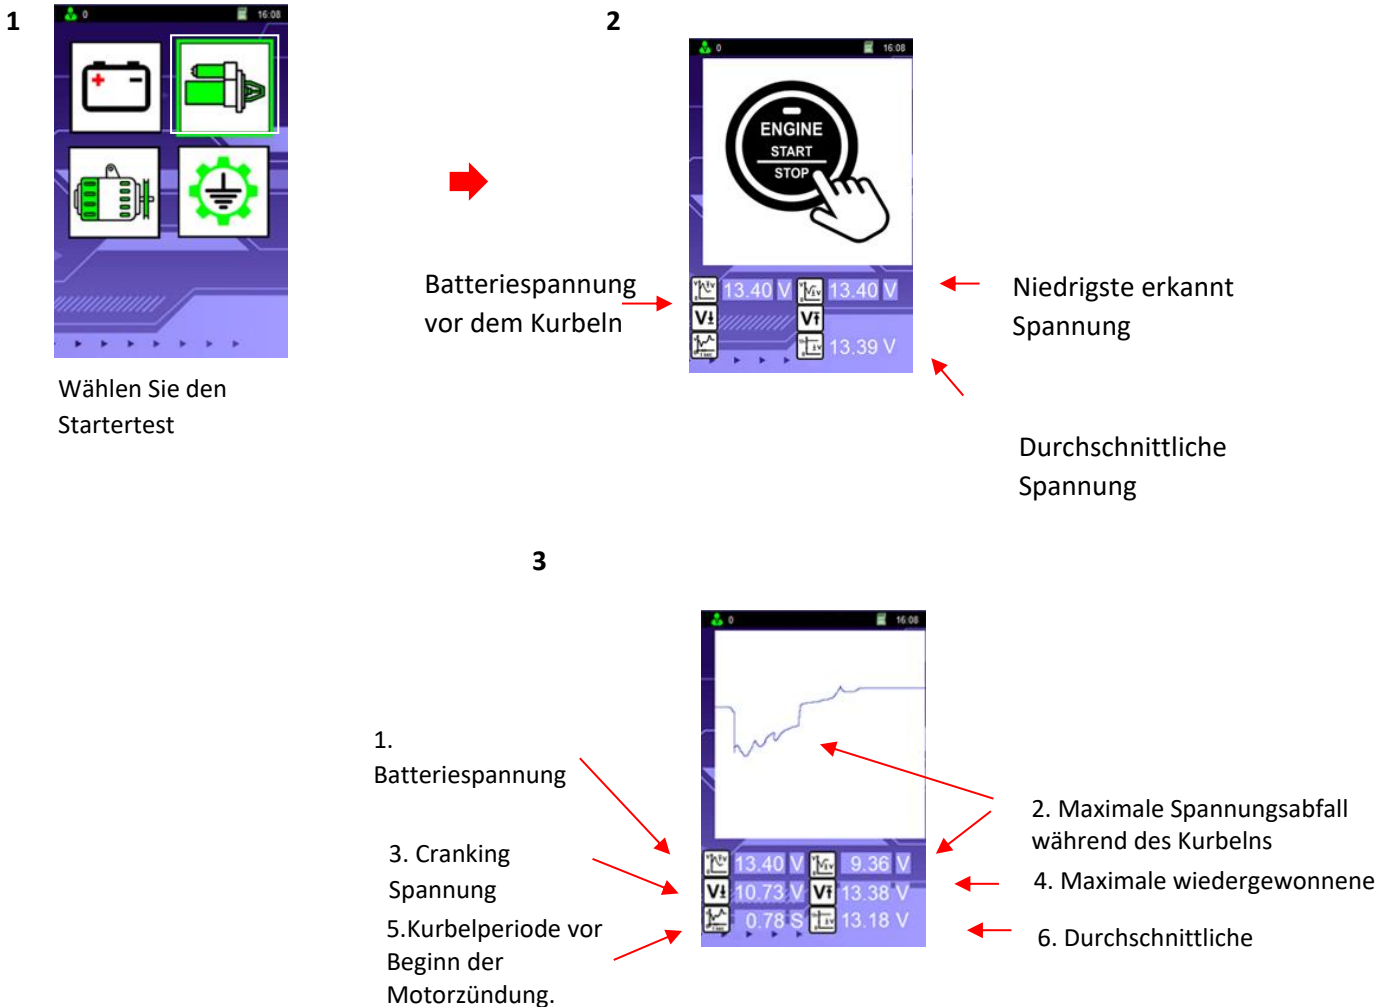 1
0 16:08
+ -
Wählen Sie den
Startertest
2
0 16:08
ENGINE
START
STOP
13.40 V 13.40 V
V V
13.39 V
Batteriespannung
vor dem Kurbeln
Niedrigste erkannt
Spannung
Durchschnittliche
Spannung
3
0 16:08
13.40 V 9.36 V
V 10.73 V V 13.38 V
0.78 S 13.18 V
1.
Batteriespannung
3. Cranking
Spannung
5.Kurbelperiode vor
Beginn der
Motorzündung.
2. Maximale Spannungsabfall
während des Kurbelns
4. Maximale wiedergewonnene
6. Durchschnittliche